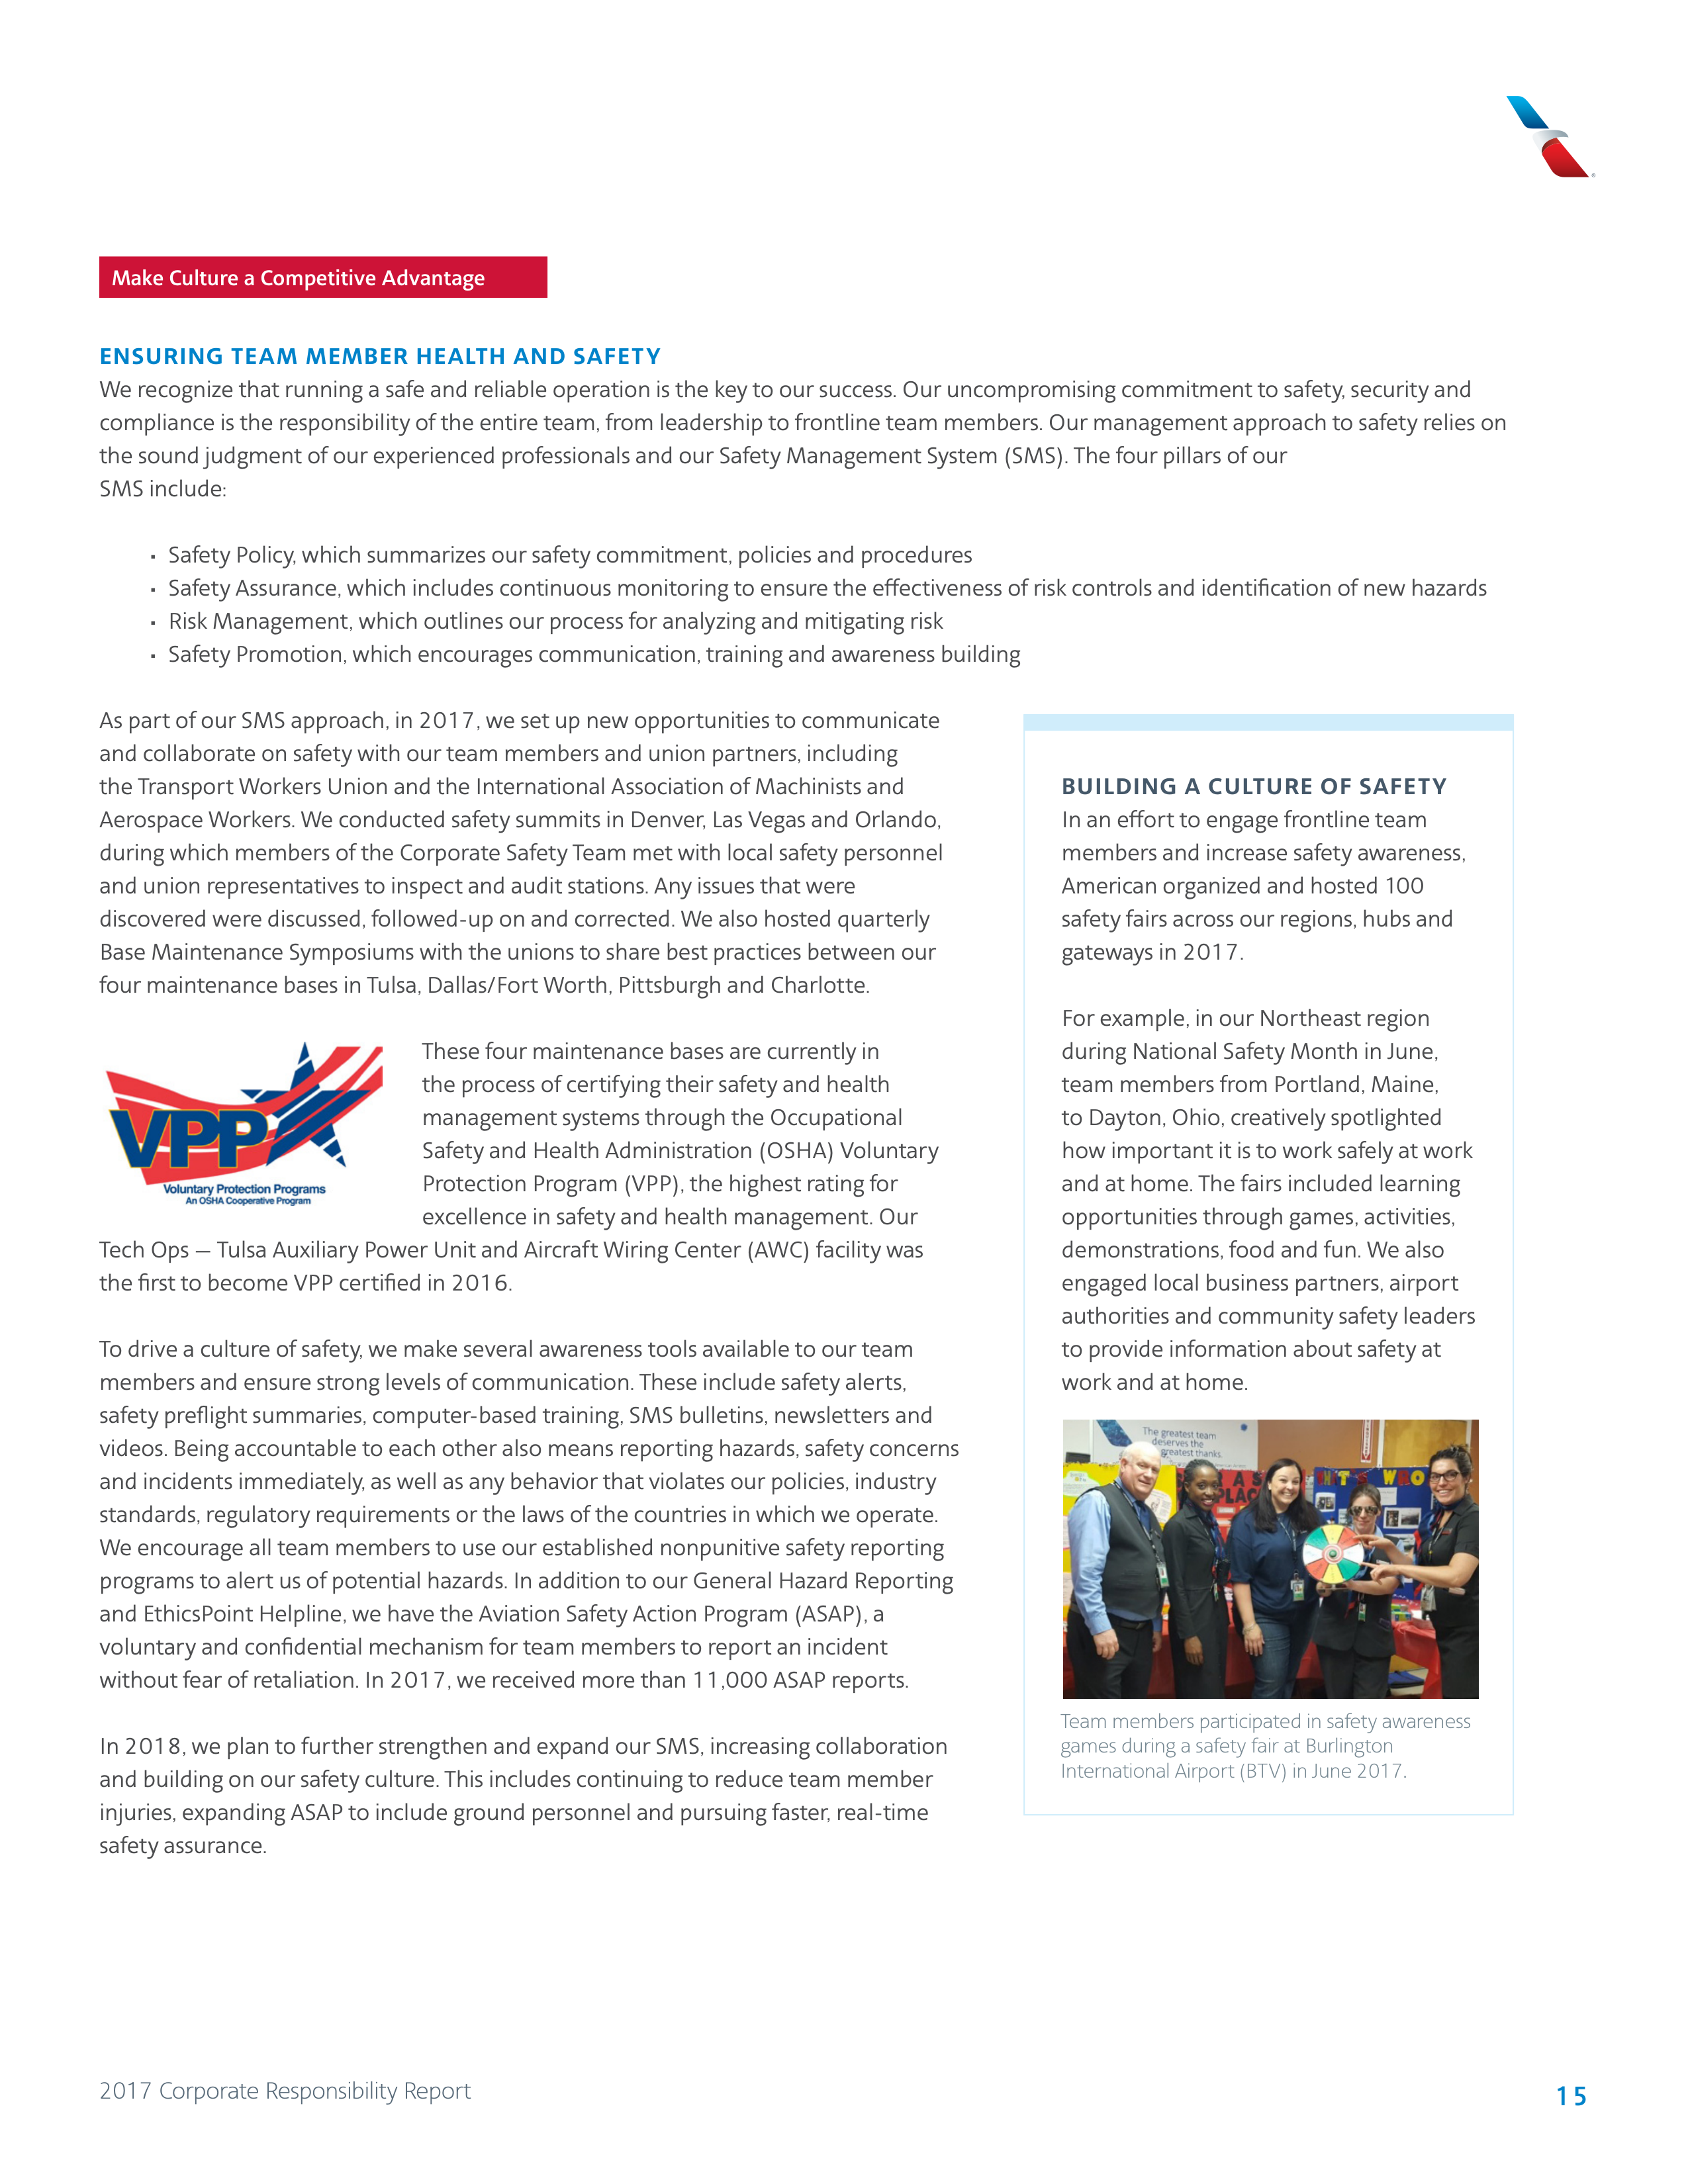 Make Culture a Competitive Advantage
ENSURING TEAM MEMBER HEALTH AND SAFETY
We recognize that running a safe and reliable operation is the key to our success. Our uncompromising commitment to safety, security and
compliance is the responsibility of the entire team, from leadership to frontline team members. Our management approach to safety relies on
the sound judgment of our experienced professionals and our Safety Management System (SMS). The four pillars of our
SMS include:
• Safety Policy, which summarizes our safety commitment, policies and procedures
• Safety Assurance, which includes continuous monitoring to ensure the effectiveness of risk controls and identification of new hazards
• Risk Management, which outlines our process for analyzing and mitigating risk
• Safety Promotion, which encourages communication, training and awareness building
As part of our SMS approach, in 2017, we set up new opportunities to communicate
and collaborate on safety with our team members and union partners, including
the Transport Workers Union and the International Association of Machinists and
Aerospace Workers. We conducted safety summits in Denver, Las Vegas and Orlando,
during which members of the Corporate Safety Team met with local safety personnel
and union representatives to inspect and audit stations. Any issues that were
discovered were discussed, followed-up on and corrected. We also hosted quarterly
Base Maintenance Symposiums with the unions to share best practices between our
four maintenance bases in Tulsa, Dallas/Fort Worth, Pittsburgh and Charlotte.
VPP
Voluntary Protection Programs
An OSHA Cooperative Program
These four maintenance bases are currently in
the process of certifying their safety and health
management systems through the Occupational
Safety and Health Administration (OSHA) Voluntary
Protection Program (VPP), the highest rating for
excellence in safety and health management. Our
Tech Ops — Tulsa Auxiliary Power Unit and Aircraft Wiring Center (AWC) facility was
the first to become VPP certified in 2016.
To drive a culture of safety, we make several awareness tools available to our team
members and ensure strong levels of communication. These include safety alerts,
safety preflight summaries, computer-based training, SMS bulletins, newsletters and
videos. Being accountable to each other also means reporting hazards, safety concerns
and incidents immediately, as well as any behavior that violates our policies, industry
standards, regulatory requirements or the laws of the countries in which we operate.
We encourage all team members to use our established nonpunitive safety reporting
programs to alert us of potential hazards. In addition to our General Hazard Reporting
and EthicsPoint Helpline, we have the Aviation Safety Action Program (ASAP), a
voluntary and confidential mechanism for team members to report an incident
without fear of retaliation. In 2017, we received more than 11,000 ASAP reports.
In 2018, we plan to further strengthen and expand our SMS, increasing collaboration
and building on our safety culture. This includes continuing to reduce team member
injuries, expanding ASAP to include ground personnel and pursuing faster, real-time
safety assurance.
BUILDING A CULTURE OF SAFETY
In an effort to engage frontline team
members and increase safety awareness,
American organized and hosted 100
safety fairs across our regions, hubs and
gateways in 2017.
For example, in our Northeast region
during National Safety Month in June,
team members from Portland, Maine,
to Dayton, Ohio, creatively spotlighted
how important it is to work safely at work
and at home. The fairs included learning
opportunities through games, activities,
demonstrations, food and fun. We also
engaged local business partners, airport
authorities and community safety leaders
to provide information about safety at
work and at home.
The greatest team
deserves the
greatest thanks.
Team members participated in safety awareness
games during a safety fair at Burlington
International Airport (BTV) in June 2017.
2017 Corporate Responsibility Report
15